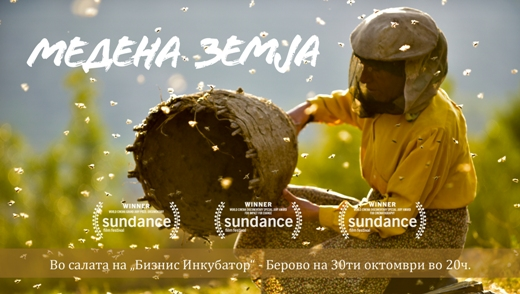 МЕДЕНА ЗЕМЈА
WINNER
WINNER
WINNER
sundance
film festival
sundance
film festival
sundance
film festival
Во салата на „Бизнис Инкубатор“ - Берово на 30ти октомври во 20ч.